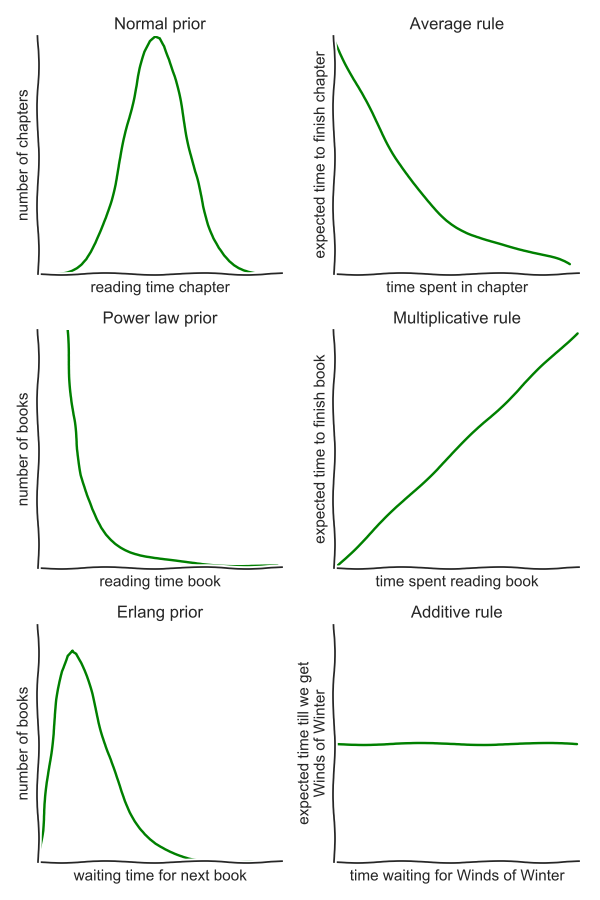 Normal prior
number of chapters
reading time chapter
Average rule
expected time to finish chapter
time spent in chapter
Power law prior
number of books
reading time book
Multiplicative rule
expected time to finish book
time spent reading book
Erlang prior
number of books
waiting time for next book
Additive rule
expected time till we get
Winds of Winter
time waiting for Winds of Winter